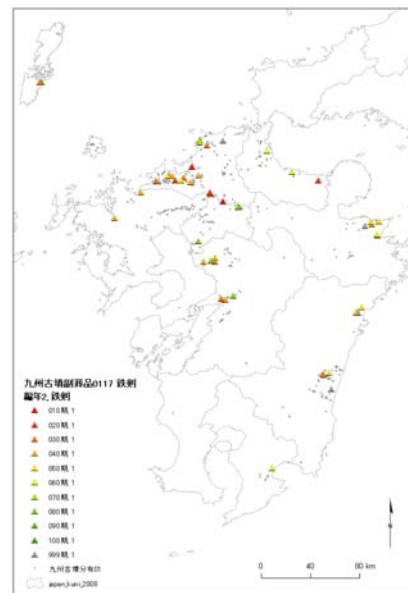 九州古墳副葬品0117 鉄剣
編年2, 鉄剣
010期, 1
020期, 1
030期, 1
040期, 1
050期, 1
060期, 1
070期, 1
080期, 1
090期, 1
100期, 1
999期, 1
九州古墳分布印
japan_kuni_2008
N
0 40 80 km